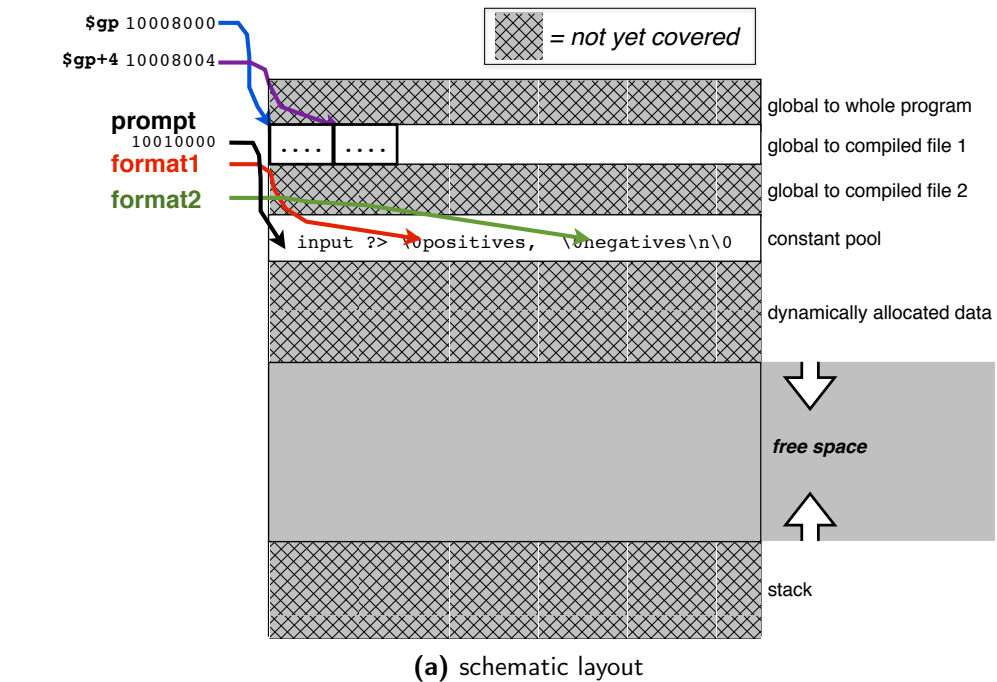 $gp 10008000
= not yet covered
$gp+4 10008004
global to whole program
prompt
10010000
.... ....
global to compiled file 1
format1
format2
global to compiled file 2
input ?> \0positives, \0negatives\n\0
constant pool
dynamically allocated data
free space
stack
(a) schematic layout